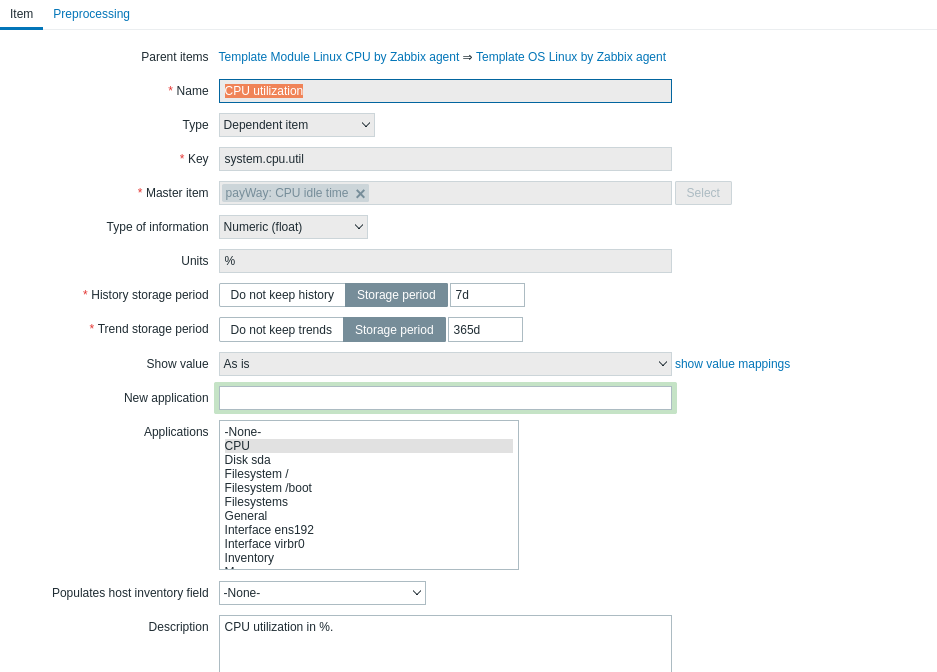 Item Preprocessing
Parent items Template Module Linux CPU by Zabbix agent ⇒ Template OS Linux by Zabbix agent
* Name CPU utilization
Type Dependent item
* Key system.cpu.util
* Master item payWay: CPU idle time Select
Type of information Numeric (float)
Units %
* History storage period Do not keep history Storage period 7d
* Trend storage period Do not keep trends Storage period 365d
Show value As is show value mappings
New application
Applications -None-
CPU
Disk sda
Filesystem /
Filesystem /boot
Filesystems
General
Interface ens192
Interface virbr0
Inventory
Populates host inventory field -None-
Description CPU utilization in %.